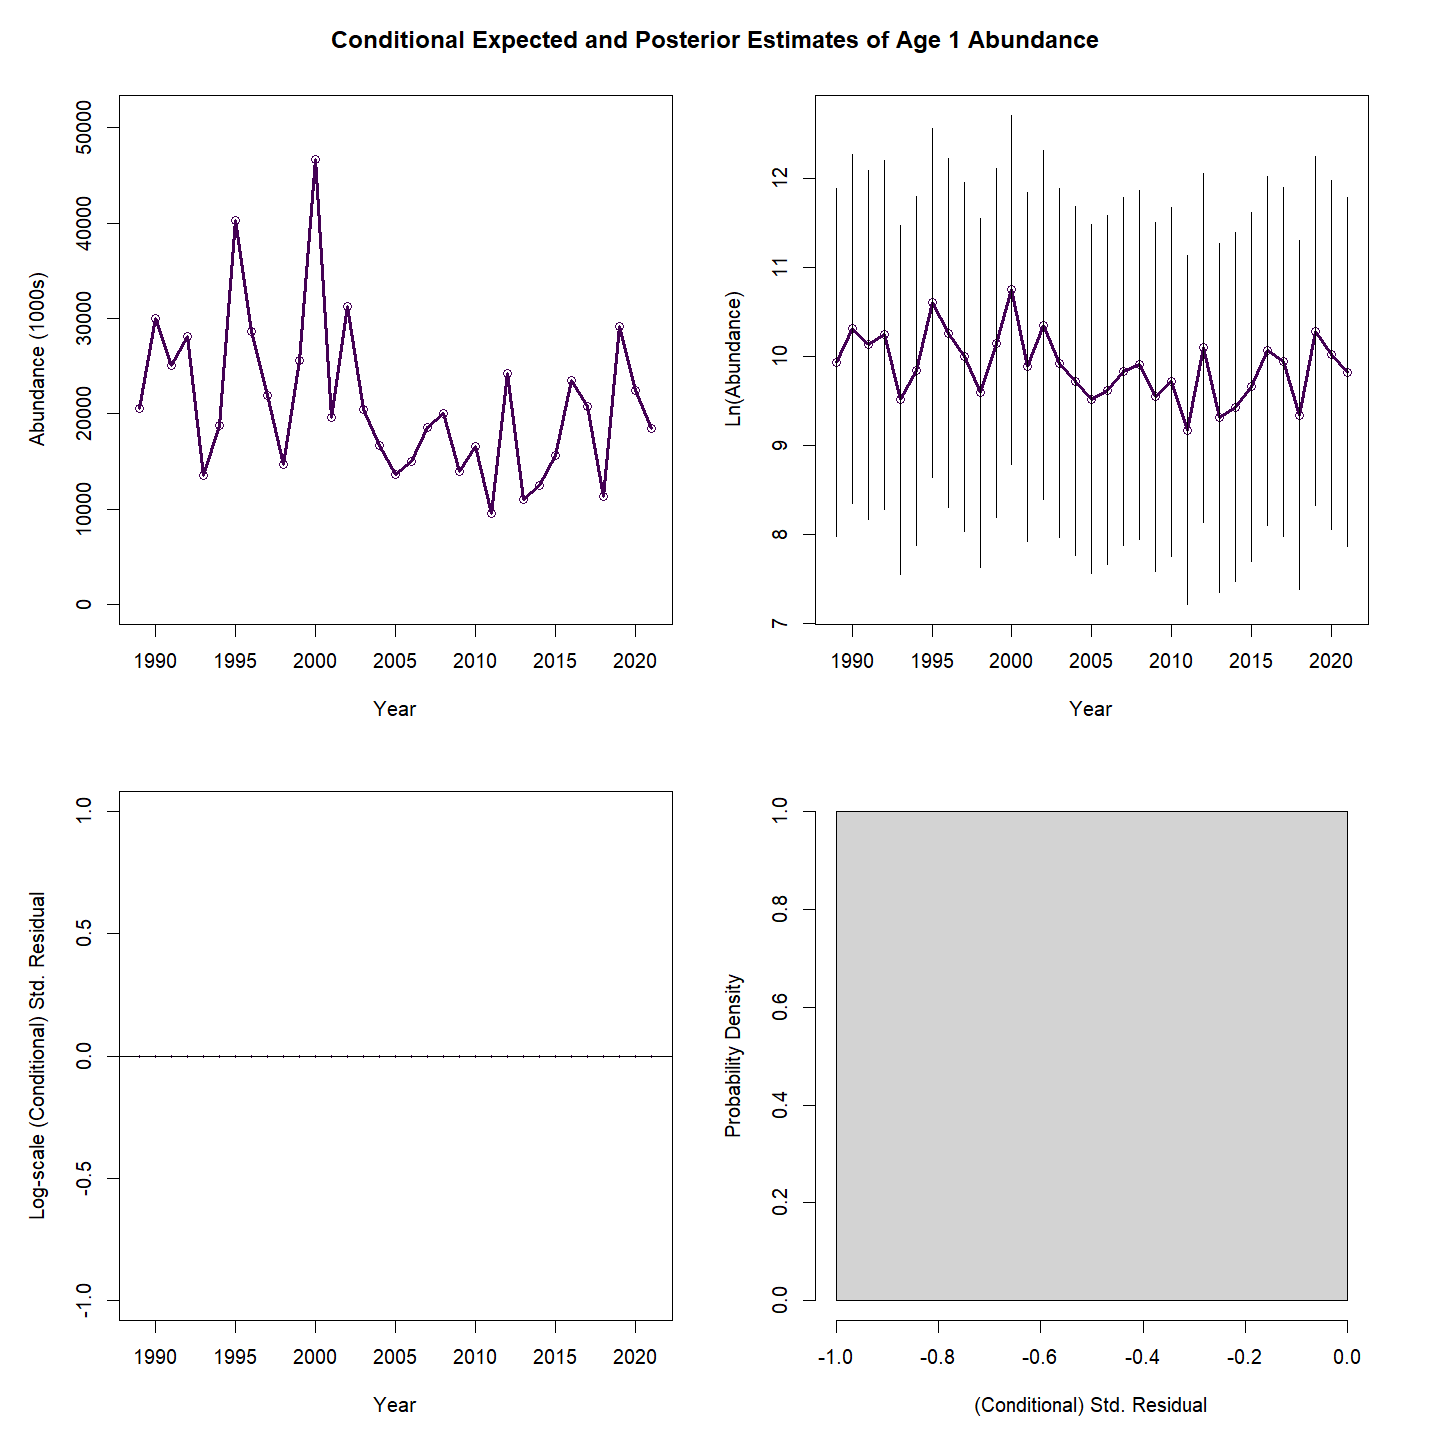 Conditional Expected and Posterior Estimates of Age 1 Abundance
Abundance (1000s)
50000
40000
30000
20000
10000
0
1990 1995 2000 2005 2010 2015 2020
Year
Ln(Abundance)
12
11
10
9
8
7
1990 1995 2000 2005 2010 2015 2020
Year
Log-scale (Conditional) Std. Residual
1.0
0.5
0.0
-0.5
-1.0
1990 1995 2000 2005 2010 2015 2020
Year
Probability Density
1.0
0.8
0.6
0.4
0.2
0.0
-1.0 -0.8 -0.6 -0.4 -0.2 0.0
(Conditional) Std. Residual